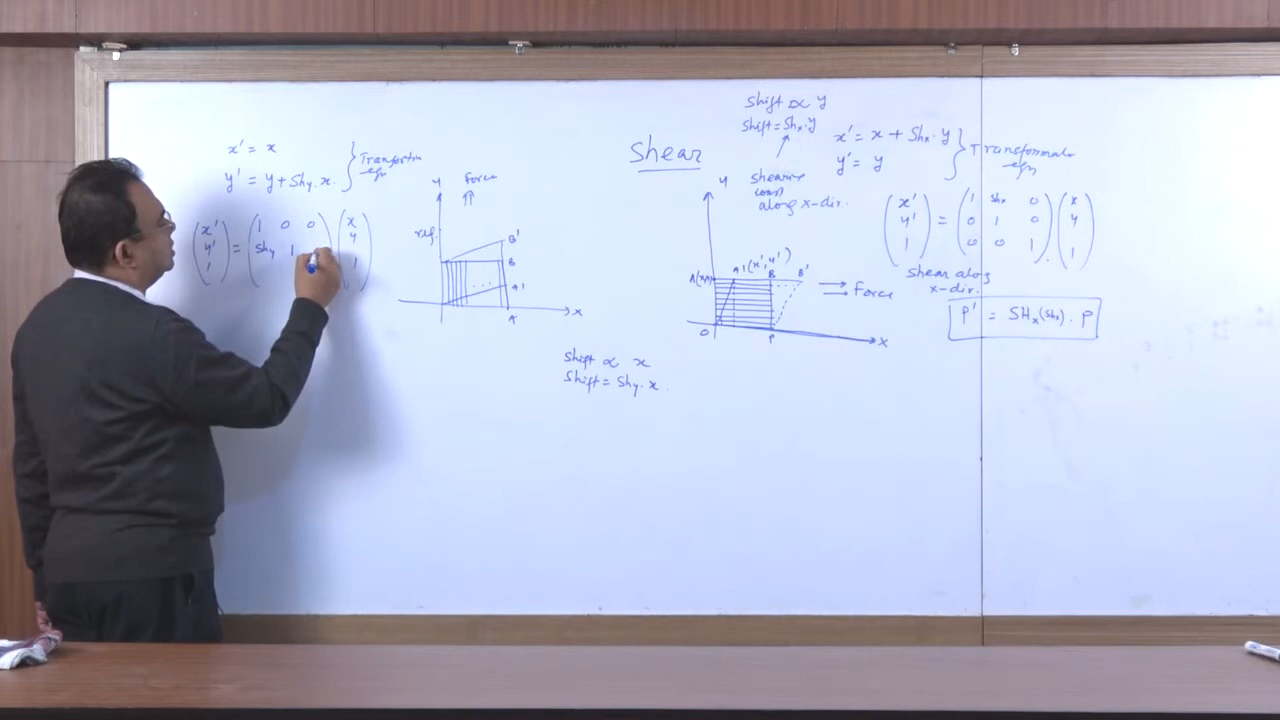 x' = x
y' = y + Shy. x.
} Transformation eqn
(x' y' 1) = (1 0 0 Shy 1) (x y 1)
y
Force
⇈
ref.
B'
B
A'
A
x
Shift ∝ x
Shift = Shy. x.
Shear
Shift ∝ y
Shift = Shx. y
shearing
const
along x-dir.
x' = x + Shx. y
y' = y
} Transformation eqn
(x' y' 1) = (1 shx 0 0 1 0 0 0 1) . (x y 1)
shear along
x-dir.
P' = SHx(Shx) . P
y
A'(x',y')
B
B'
Force
O
P
x